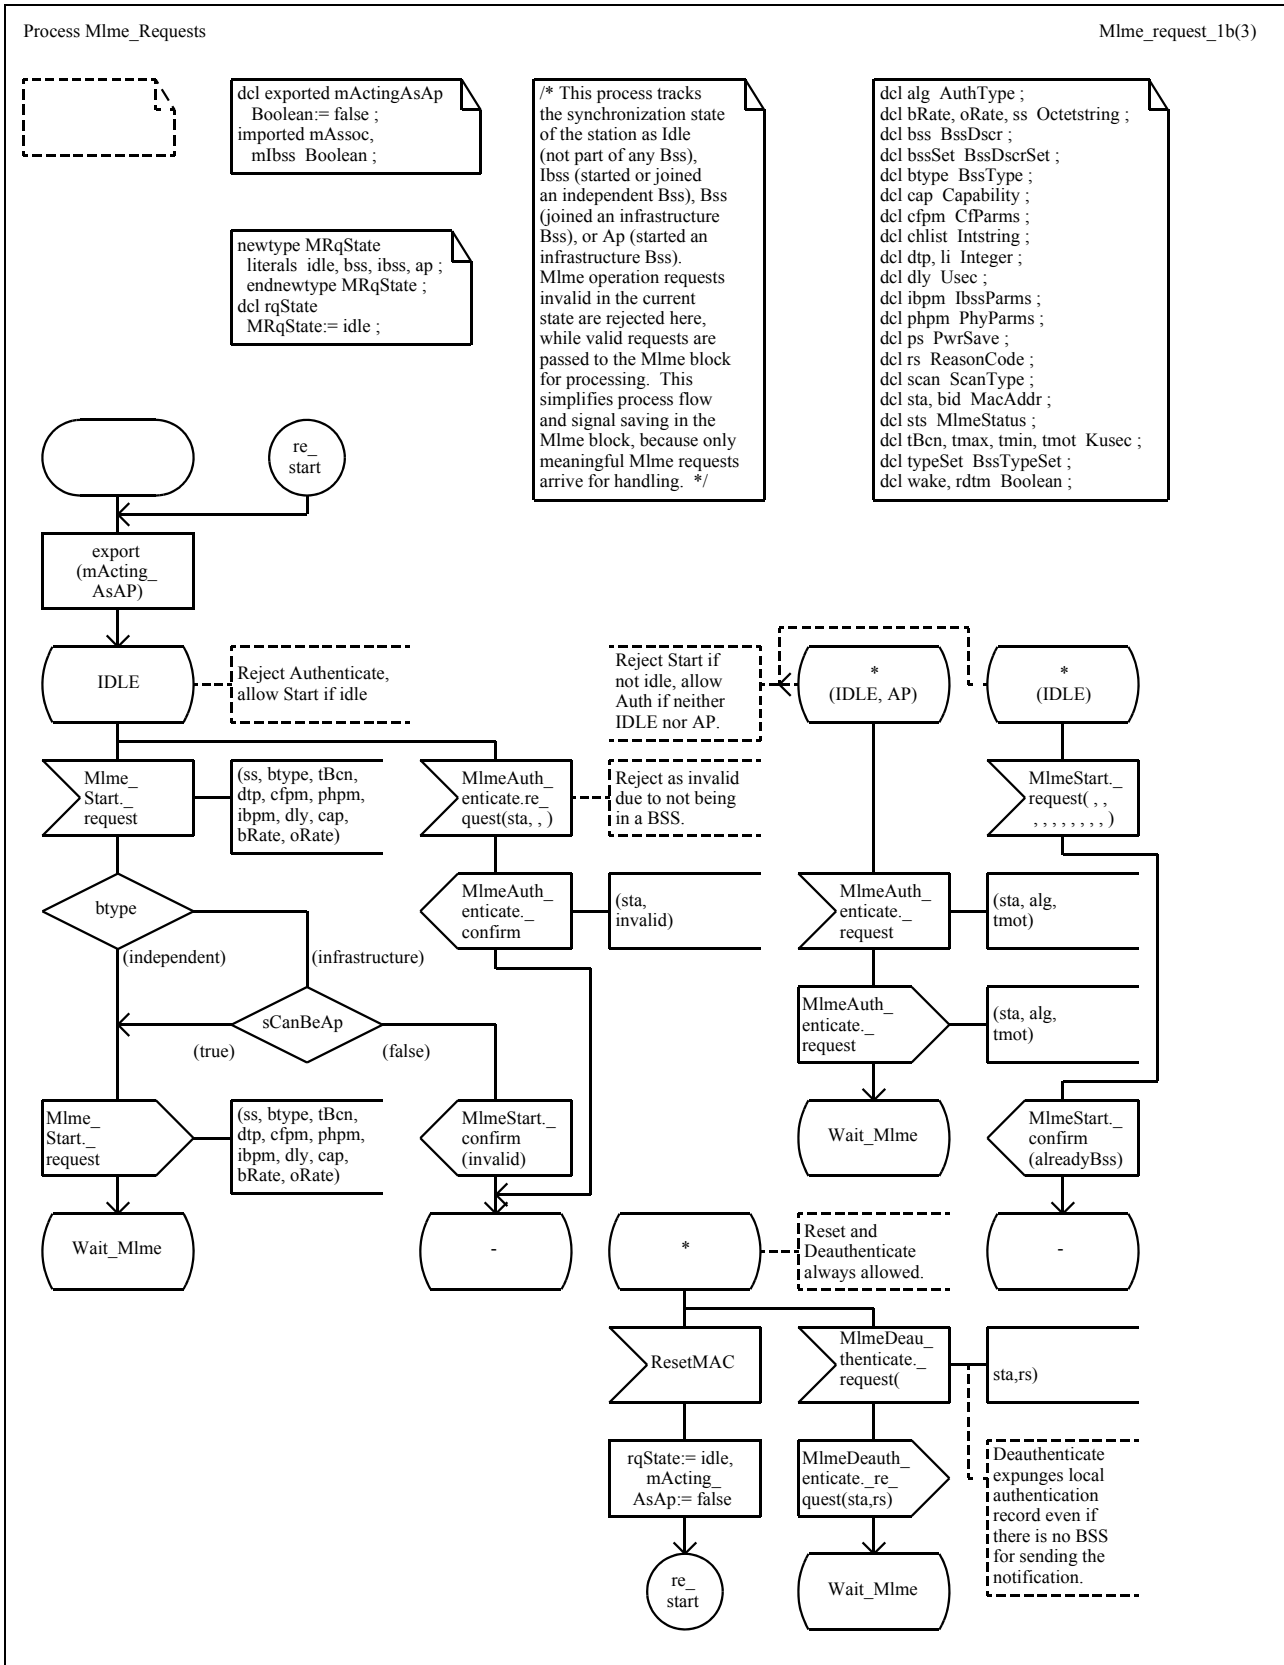 Process Mlme_Requests
Mlme_request_1b(3)
dcl exported mActingAsAp
Boolean:= false ;
imported mAssoc,
mIbss Boolean ;
newtype MRqState
literals idle, bss, ibss, ap ;
endnewtype MRqState ;
dcl rqState
MRqState:= idle ;
/* This process tracks
the synchronization state
of the station as Idle
(not part of any Bss),
Ibss (started or joined
an independent Bss), Bss
(joined an infrastructure
Bss), or Ap (started an
infrastructure Bss).
Mlme operation requests
invalid in the current
state are rejected here,
while valid requests are
passed to the Mlme block
for processing. This
simplifies process flow
and signal saving in the
Mlme block, because only
meaningful Mlme requests
arrive for handling. */
dcl alg AuthType ;
dcl bRate, oRate, ss Octetstring ;
dcl bss BssDscr ;
dcl bssSet BssDscrSet ;
dcl btype BssType ;
dcl cap Capability ;
dcl cfpm CfParms ;
dcl chlist Intstring ;
dcl dtp, li Integer ;
dcl dly Usec ;
dcl ibpm IbssParms ;
dcl phpm PhyParms ;
dcl ps PwrSave ;
dcl rs ReasonCode ;
dcl scan ScanType ;
dcl sta, bid MacAddr ;
dcl sts MlmeStatus ;
dcl tBcn, tmax, tmin, tmot Kusec ;
dcl typeSet BssTypeSet ;
dcl wake, rdtm Boolean ;
re_
start
export
(mActing_
AsAP)
IDLE
Reject Authenticate,
allow Start if idle
Reject Start if
not idle, allow
Auth if neither
IDLE nor AP.
*
(IDLE, AP)
*
(IDLE)
Mlme_
Start._
request
(ss, btype, tBcn,
dtp, cfpm, phpm,
ibpm, dly, cap,
bRate, oRate)
MlmeAuth_
enticate.re_
quest(sta, , )
Reject as invalid
due to not being
in a BSS.
MlmeStart._
request( , ,
, , , , , , , , )
btype
(independent)
(infrastructure)
MlmeAuth_
enticate._
confirm
(sta,
invalid)
MlmeAuth_
enticate._
request
(sta, alg,
tmot)
sCanBeAp
(true)
(false)
MlmeAuth_
enticate._
request
(sta, alg,
tmot)
Mlme_
Start._
request
(ss, btype, tBcn,
dtp, cfpm, phpm,
ibpm, dly, cap,
bRate, oRate)
MlmeStart._
confirm
(invalid)
Wait_Mlme
MlmeStart._
confirm
(alreadyBss)
Wait_Mlme
-
*
Reset and
Deauthenticate
always allowed.
-
ResetMAC
MlmeDeau_
thenticate._
request(
sta,rs)
rqState:= idle,
mActing_
AsAp:= false
MlmeDeauth_
enticate._re_
quest(sta,rs)
Deauthenticate
expunges local
authentication
record even if
there is no BSS
for sending the
notification.
re_
start
Wait_Mlme